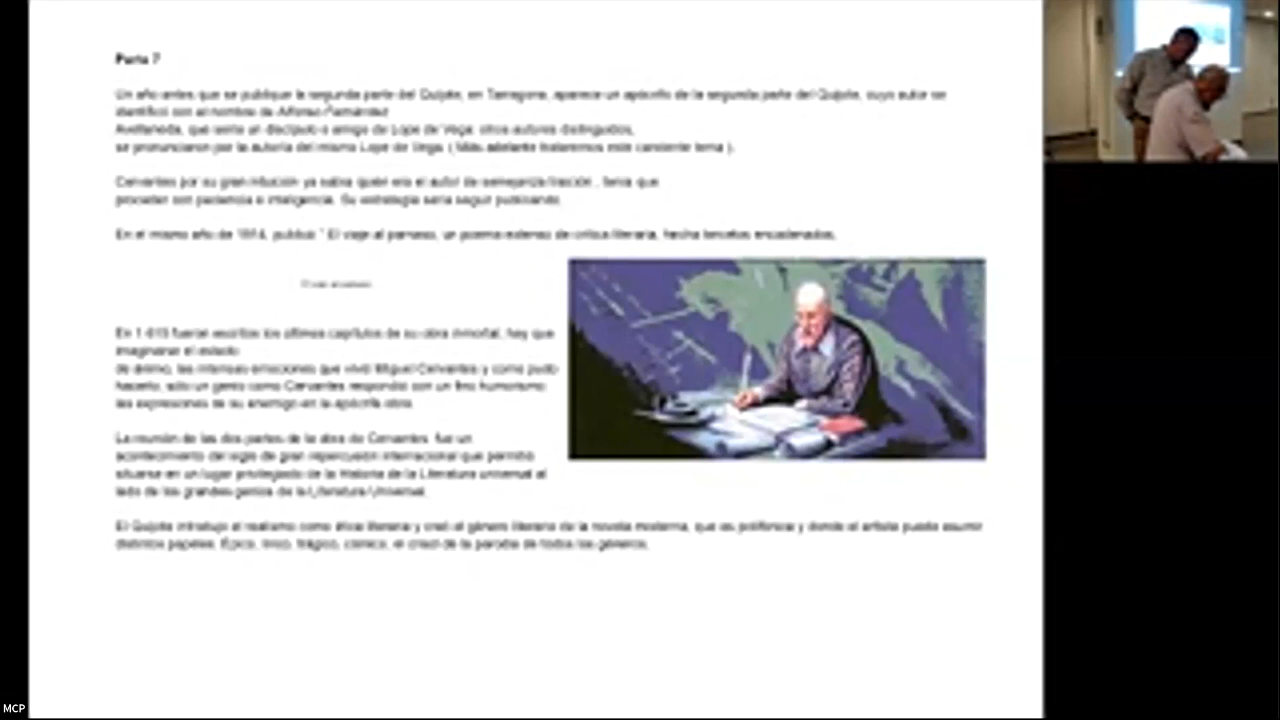 Parte 7
Un año antes que se publique la segunda parte del Quijote, en Tarragona, aparece un apócrifo de la segunda parte del Quijote, cuyo autor se
identificó con el nombre de Alfonso Fernández
Avellaneda, que sería un discípulo o amigo de Lope de Vega; otros autores distinguidos,
se pronunciaron por la autoría del mismo Lope de Vega. ( Más adelante trataremos este candente tema ).
Cervantes por su gran intuición ya sabía quién era el autor de semejanza traición , tenía que
proceder con paciencia e inteligencia. Su estrategia sería seguir publicando.
En el mismo año de 1614, publicó " El viaje al parnaso, un poema extenso de crítica literaria, hecha tercetos encadenados.
En 1 615 fueron escritos los últimos capítulos de su obra inmortal, hay que
imaginarse el estado
de ánimo, las intensas emociones que vivió Miguel Cervantes y como pudo
hacerlo, sólo un genio como Cervantes respondió con un fino humorismo
las expresiones de su enemigo en la apócrifa obra.
La reunión de las dos partes de la obra de Cervantes, fue un
acontecimiento del siglo de gran repercusión internacional que permitió
situarse en un lugar privilegiado de la Historia de la Literatura universal al
lado de los grandes genios de la Literatura Universal.
El Quijote introdujo el realismo como ética literaria y creó el género literario de la novela moderna, que es polifónica y donde el artista puede asumir
distintos papeles: Épico, lírico, trágico, cómico, el crisol de la parodia de todos los géneros.
MCP